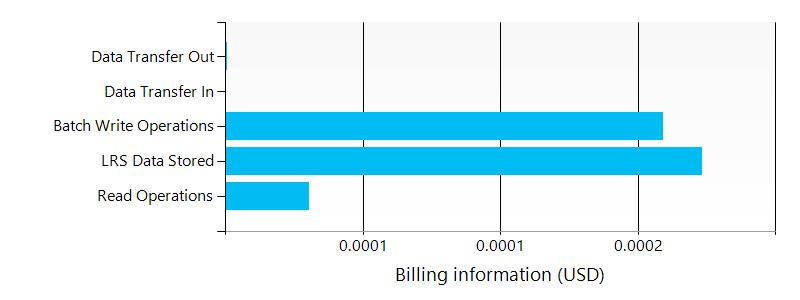 Data Transfer Out
Data Transfer In
Batch Write Operations
LRS Data Stored
Read Operations
0.0001 0.0001 0.0002
Billing information (USD)